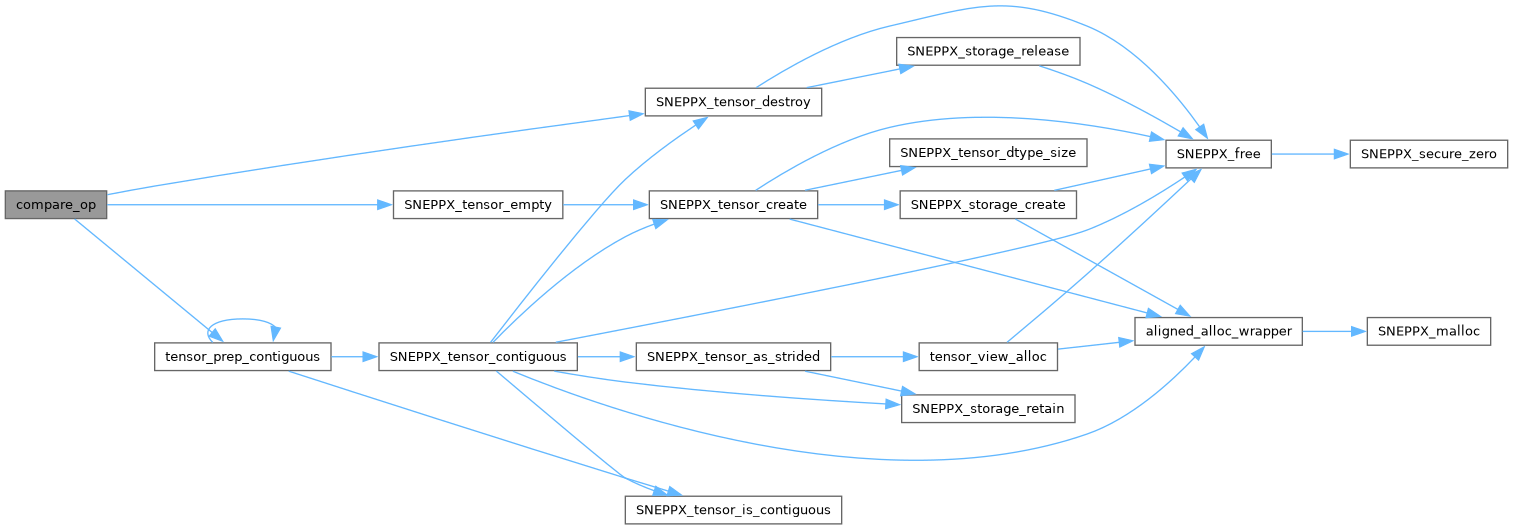 SNEPPX_storage_release
SNEPPX_tensor_destroy
SNEPPX_tensor_dtype_size
SNEPPX_free
SNEPPX_secure_zero
compare_op
SNEPPX_tensor_empty
SNEPPX_tensor_create
SNEPPX_storage_create
aligned_alloc_wrapper
SNEPPX_malloc
tensor_prep_contiguous
SNEPPX_tensor_contiguous
SNEPPX_tensor_as_strided
tensor_view_alloc
SNEPPX_storage_retain
SNEPPX_tensor_is_contiguous